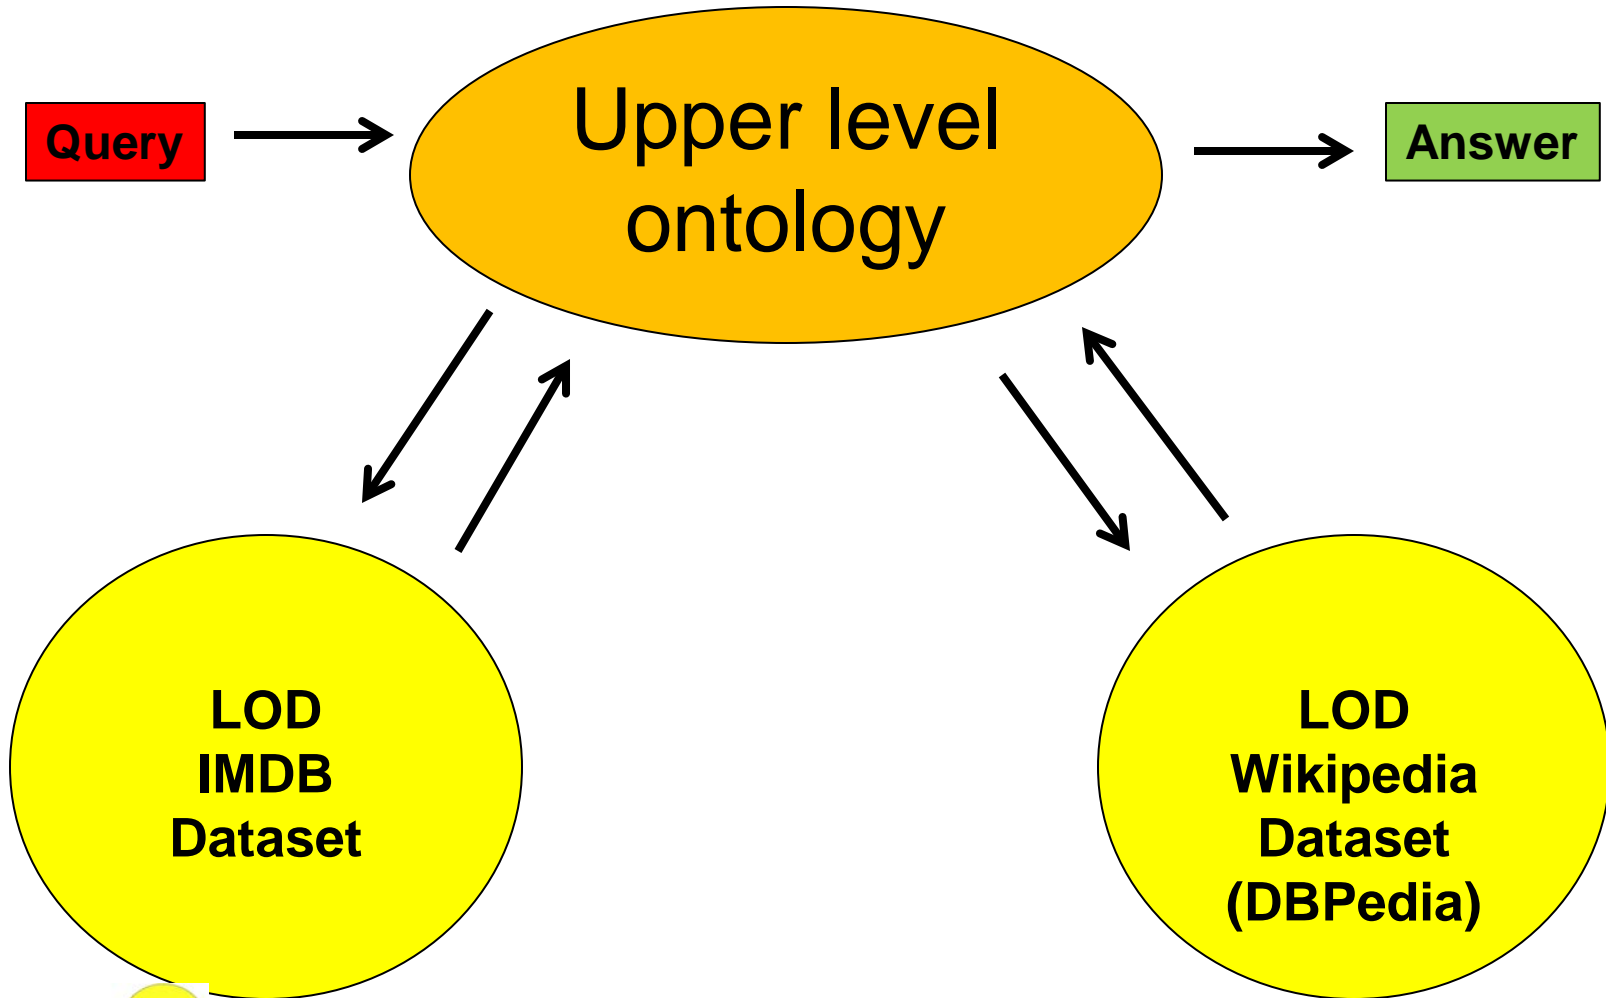 Query
Upper level
ontology
Answer
LOD
IMDB
Dataset
LOD
Wikipedia
Dataset
(DBPedia)